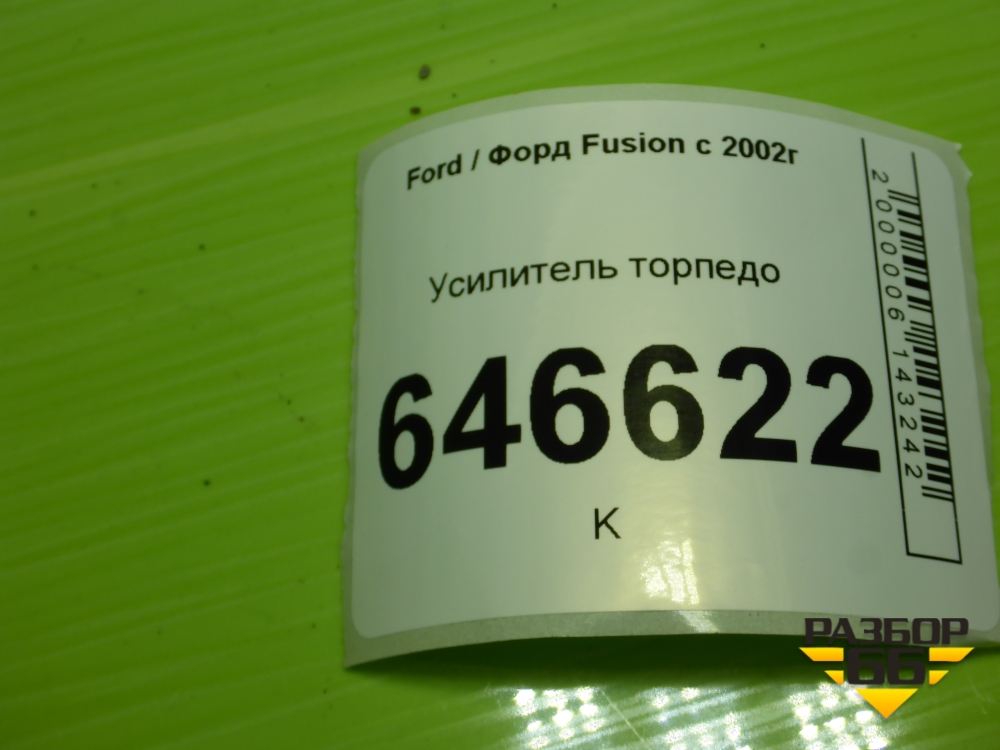 Ford / Форд Fusion с 2002г
Усилитель торпедо
646622
К
2000006143242
РАЗБОР
66